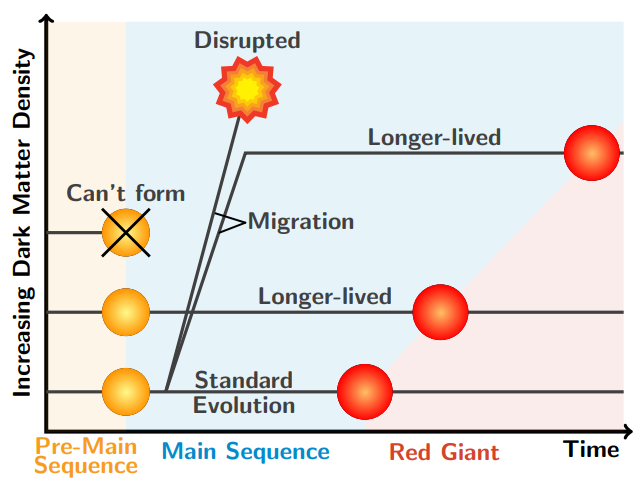 Increasing Dark Matter Density
Disrupted
Longer-lived
Can't form
Migration
Longer-lived
Standard
Evolution
Pre-Main
Sequence
Main Sequence
Red Giant
Time